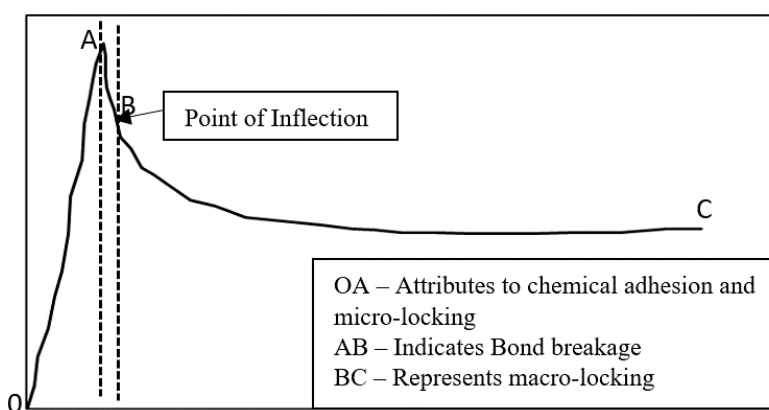 A
B
Point of Inflection
C
OA – Attributes to chemical adhesion and
micro-locking
AB – Indicates Bond breakage
BC – Represents macro-locking
0